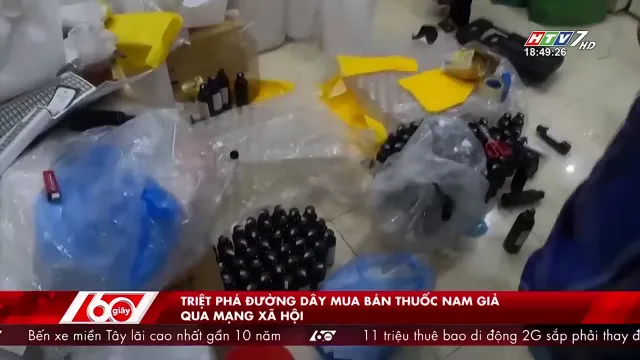 HTV7 HD
18:49:26
60 giây
TRIỆT PHÁ ĐƯỜNG DÂY MUA BÁN THUỐC NAM GIẢ
QUA MẠNG XÃ HỘI
Bến xe miền Tây lãi cao nhất gần 10 năm 60 giây 11 triệu thuê bao di động 2G sắp phải thay đ